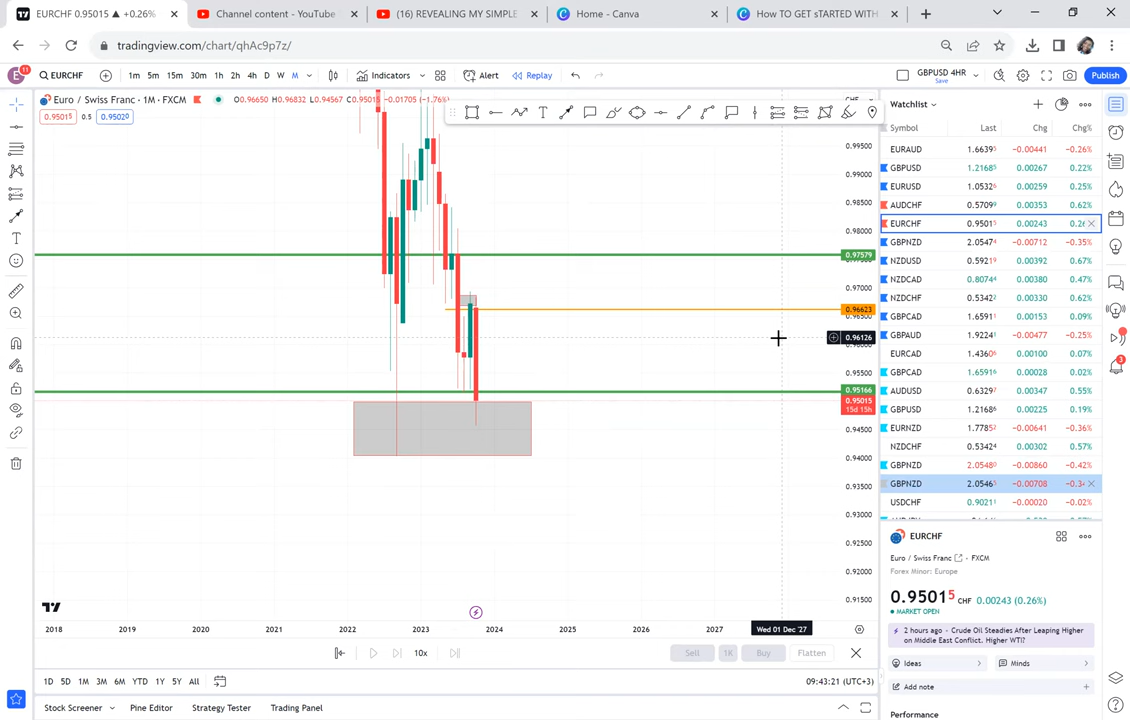 EURCHF 0.95015 ▲ +0.26%
Channel content - YouTube
(16) REVEALING MY SIMPLE
Home - Canva
How TO GET sTARTED WITH
tradingview.com/chart/qhAc9p7z/
E 11
EURCHF
1m 5m 15m 30m 1h 2h 4h D W M
Indicators
Alert
Replay
GBPUSD 4HR
Save
Publish
Euro / Swiss Franc · 1M · FXCM
O0.96650 H0.96832 L0.94567 C0.95015 −0.01705 (−1.76%)
0.95015 0.5 0.95020
0.99500
0.99000
0.98500
0.98000
0.97579
0.96623
0.96126
0.95500
0.95166
0.95015
15d 15h
0.94500
0.94000
0.93500
0.93000
0.92500
0.92000
0.91500
2018 2019 2020 2021 2022 2023 2024 2025 2026 2027 Wed 01 Dec '27
10x
Sell 1K Buy Flatten
1D 5D 1M 3M 6M YTD 1Y 5Y All
09:43:21 (UTC+3)
Stock Screener Pine Editor Strategy Tester Trading Panel
Watchlist
Symbol Last Chg Chg%
EURAUD 1.66395 −0.00441 −0.26%
GBPUSD 1.21685 0.00267 0.22%
EURUSD 1.05326 0.00259 0.25%
AUDCHF 0.57099 0.00353 0.62%
EURCHF 0.95015 0.00243 0.26
GBPNZD 2.05474 −0.00712 −0.35%
NZDUSD 0.59219 0.00392 0.67%
NZDCAD 0.80744 0.00380 0.47%
NZDCHF 0.53422 0.00330 0.62%
GBPCAD 1.65911 0.00153 0.09%
GBPAUD 1.92241 −0.00477 −0.25%
EURCAD 1.43606 0.00100 0.07%
GBPCAD 1.65916 0.00028 0.02%
AUDUSD 0.63297 0.00347 0.55%
GBPUSD 1.21686 0.00225 0.19%
EURNZD 1.77852 −0.00641 −0.36%
NZDCHF 0.53424 0.00302 0.57%
GBPNZD 2.05480 −0.00860 −0.42%
GBPNZD 2.05465 −0.00708 −0.34
USDCHF 0.90211 −0.00020 −0.02%
EURCHF
Euro / Swiss Franc · FXCM
Forex Minor: Europe
0.95015 CHF 0.00243 (0.26%)
MARKET OPEN
2 hours ago · Crude Oil Steadies After Leaping Higher
on Middle East Conflict. Higher WTI?
Ideas
Minds
Add note
Performance
3